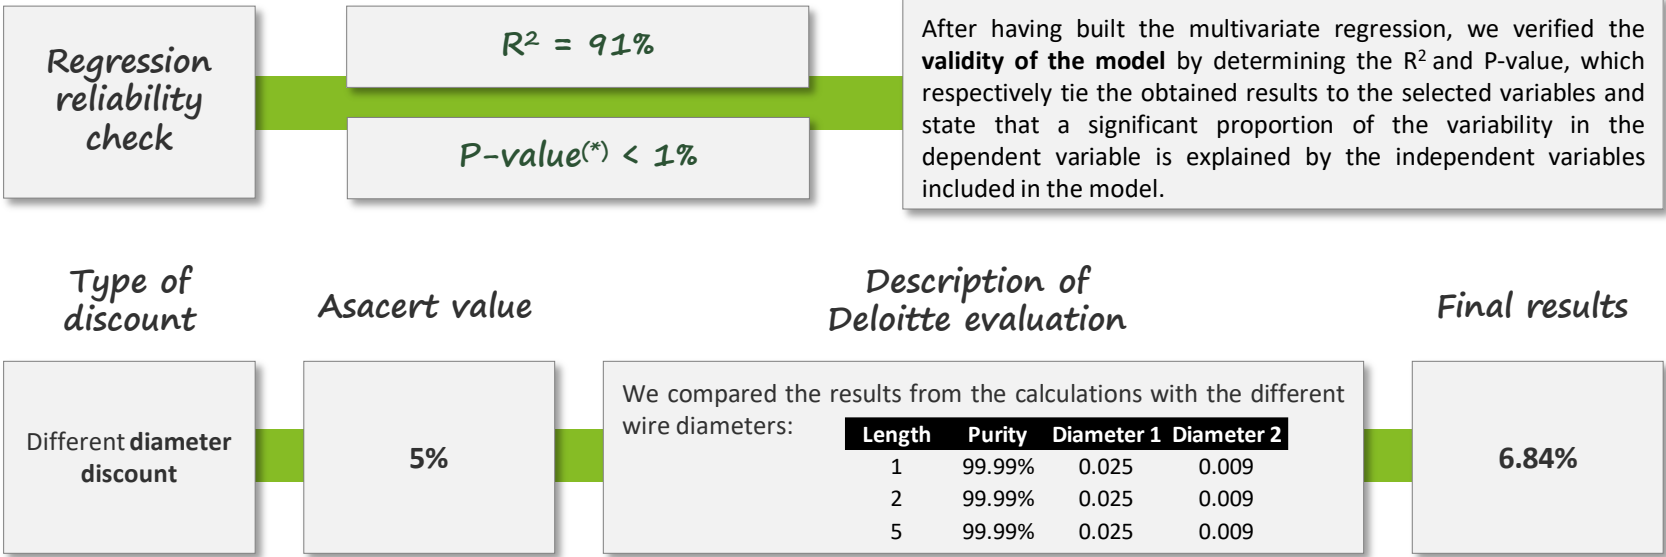 Regression
reliability
check
R² = 91%
P-value(*) < 1%
After having built the multivariate regression, we verified the
validity of the model by determining the R² and P-value, which
respectively tie the obtained results to the selected variables and
state that a significant proportion of the variability in the
dependent variable is explained by the independent variables
included in the model.
Type of
discount
Asacert value
Description of
Deloitte evaluation
Final results
Different diameter
discount
5%
We compared the results from the calculations with the different
wire diameters:
Length Purity Diameter 1 Diameter 2
1 99.99% 0.025 0.009
2 99.99% 0.025 0.009
5 99.99% 0.025 0.009
6.84%